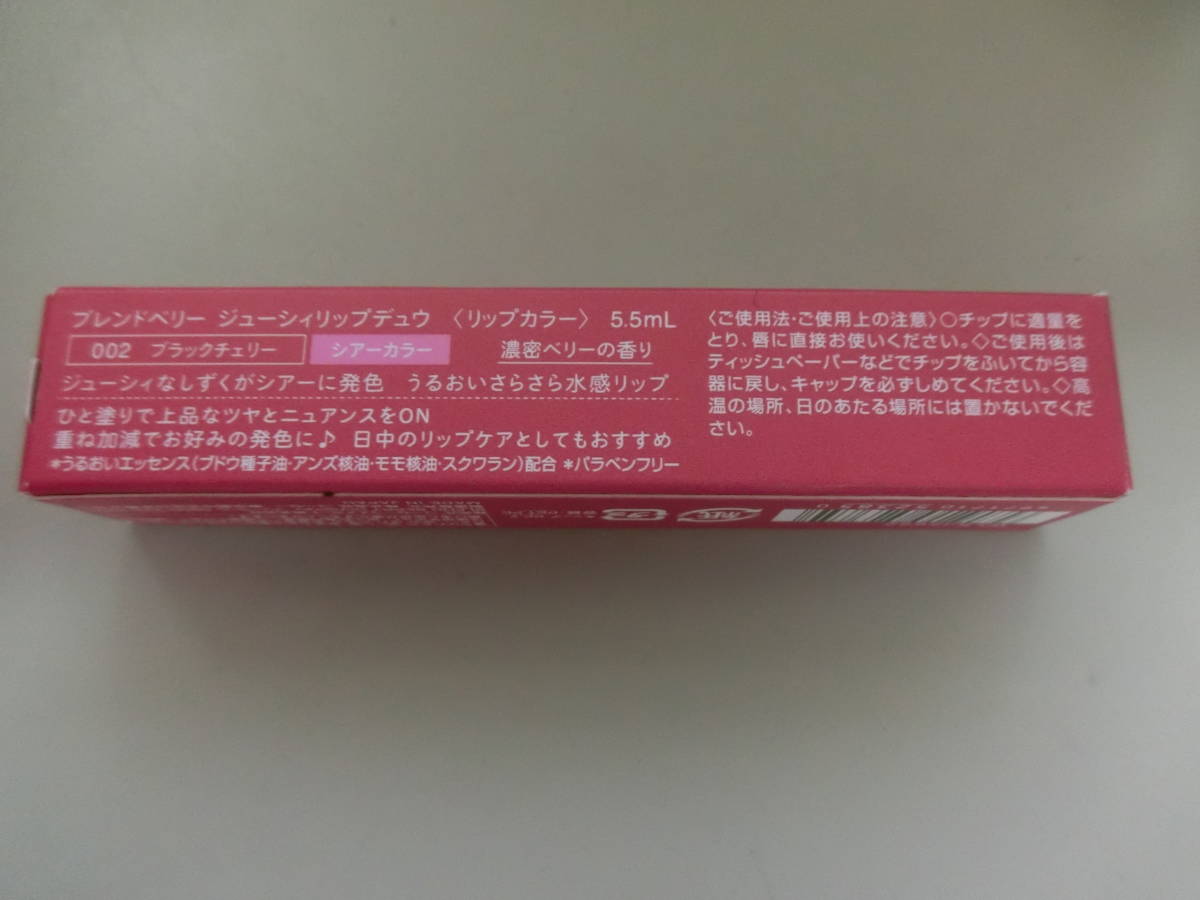 ブレンドベリー ジューシィリップデュウ 〈リップカラー〉 5.5mL
002 ブラックチェリー シアーカラー 濃密ベリーの香り
ジューシィなしずくがシアーに発色 うるおいさらさら水感リップ
ひと塗りで上品なツヤとニュアンスをON
重ね加減でお好みの発色に♪ 日中のリップケアとしてもおすすめ
*うるおいエッセンス(ブドウ種子油・アンズ核油・モモ核油・スクワラン)配合 *パラベンフリー
〈ご使用法・ご使用上の注意〉○チップに適量を
とり、唇に直接お使いください。◇ご使用後は
ティッシュペーパーなどでチップをふいてから容
器に戻し、キャップを必ずしめてください。◇高
温の場所、日のあたる場所には置かないでくだ
さい。
MADE IN JAPAN